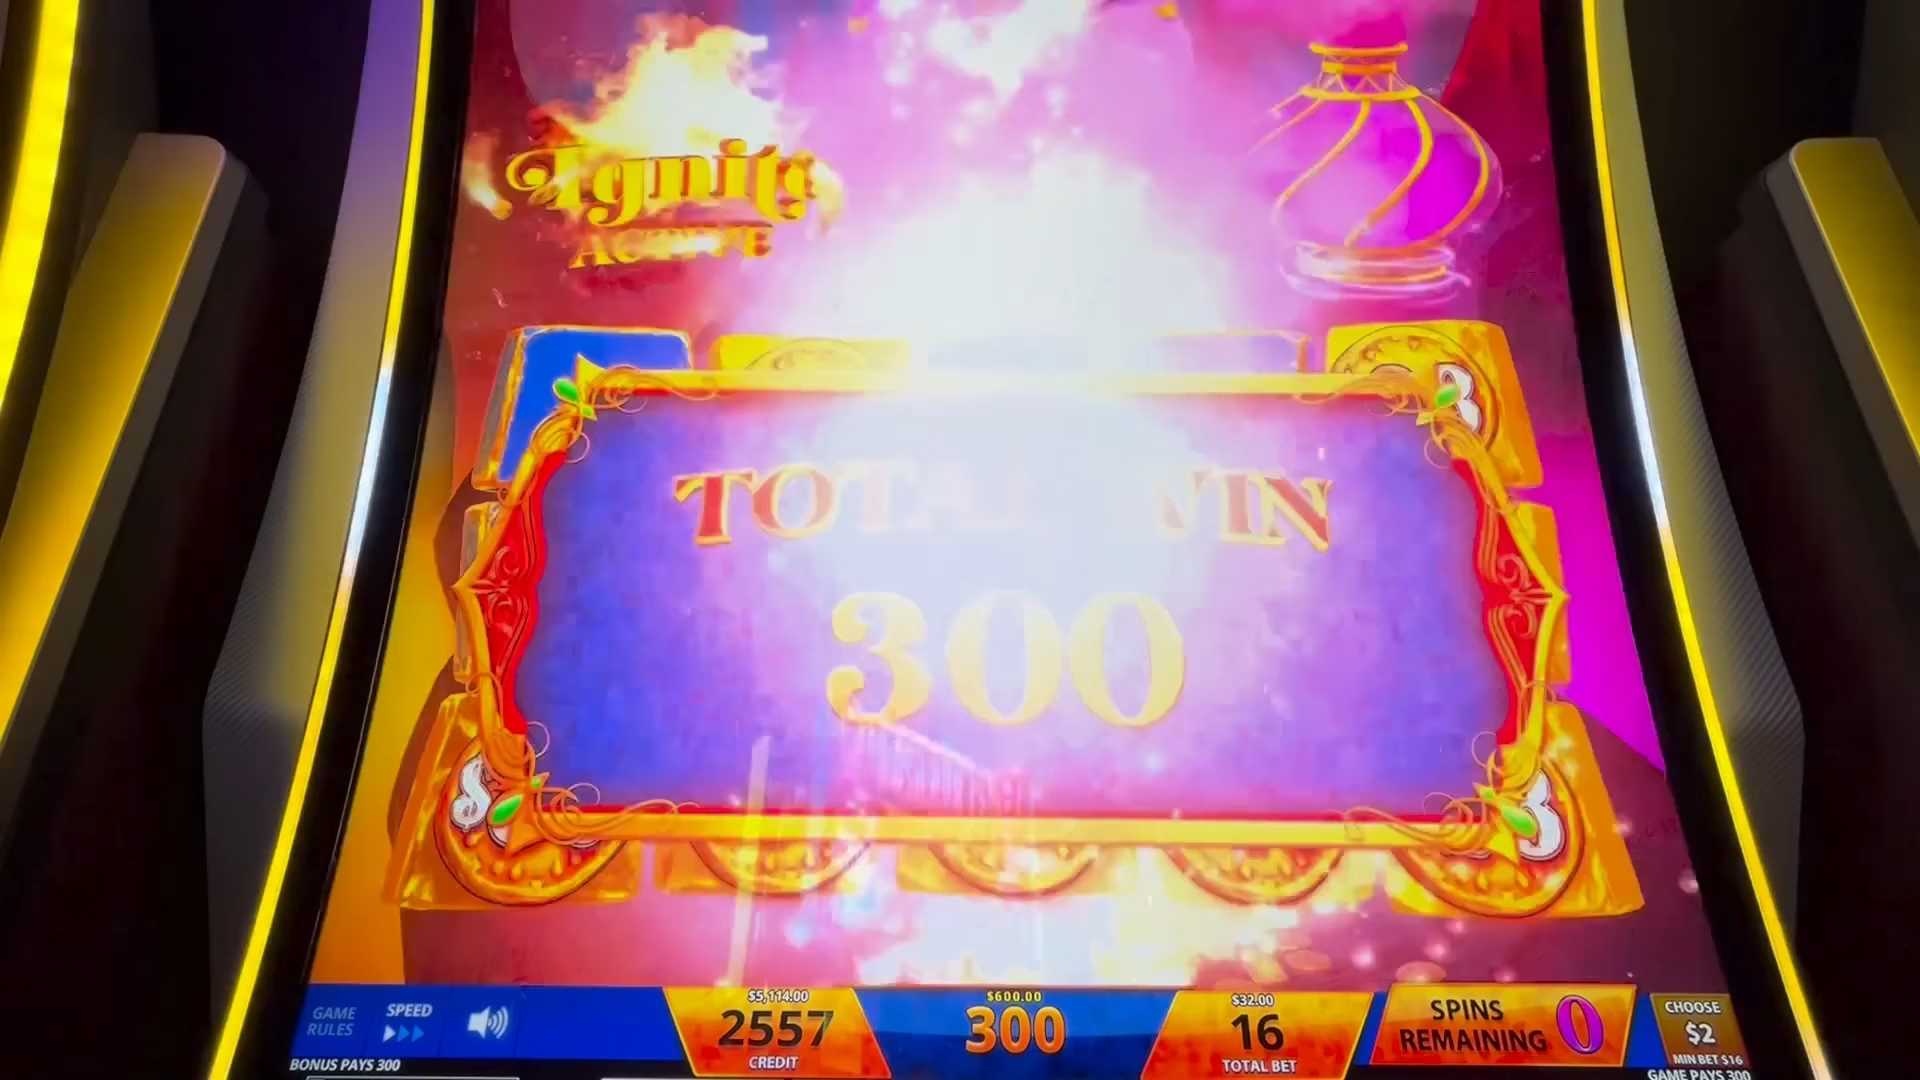 Ignite
ACTIVE
TOTAL WIN
300
GAME
RULES
SPEED
$5,114.00
2557
CREDIT
$600.00
300
$32.00
16
TOTAL BET
SPINS
REMAINING
0
CHOOSE
$2
MIN BET $16
BONUS PAYS 300
GAME PAYS 300